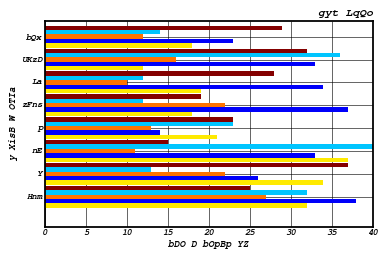 gyt LqQo
bQx
UKzD
La
zFns
p
nE
Y
Hnm
y XisB W OTIa
0 5 10 15 20 25 30 35 40
bDO D bOpBp YZ